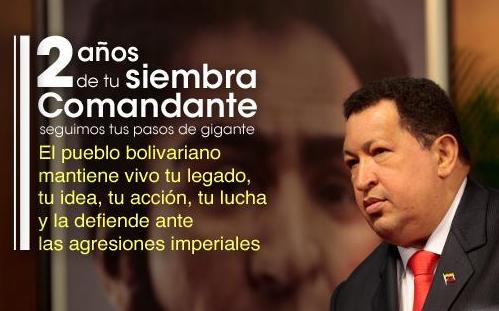 2 años
de tu siembra
Comandante
seguimos tus pasos de gigante
El pueblo bolivariano
mantiene vivo tu legado,
tu idea, tu acción, tu lucha
y la defiende ante
las agresiones imperiales